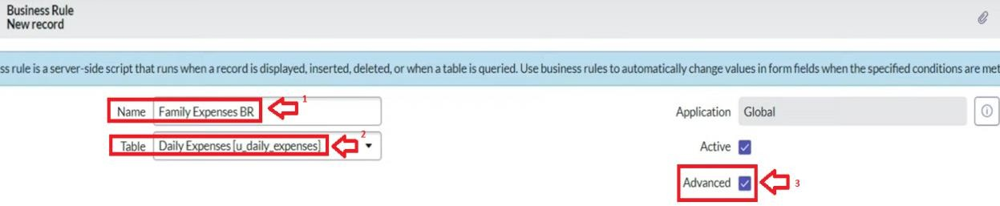 Business Rule
New record
ss rule is a server-side script that runs when a record is displayed, inserted, deleted, or when a table is queried. Use business rules to automatically change values in form fields when the specified conditions are met
Name Family Expenses BR 1
Application Global
Table Daily Expenses [u_daily_expenses] 2
Active
Advanced 3